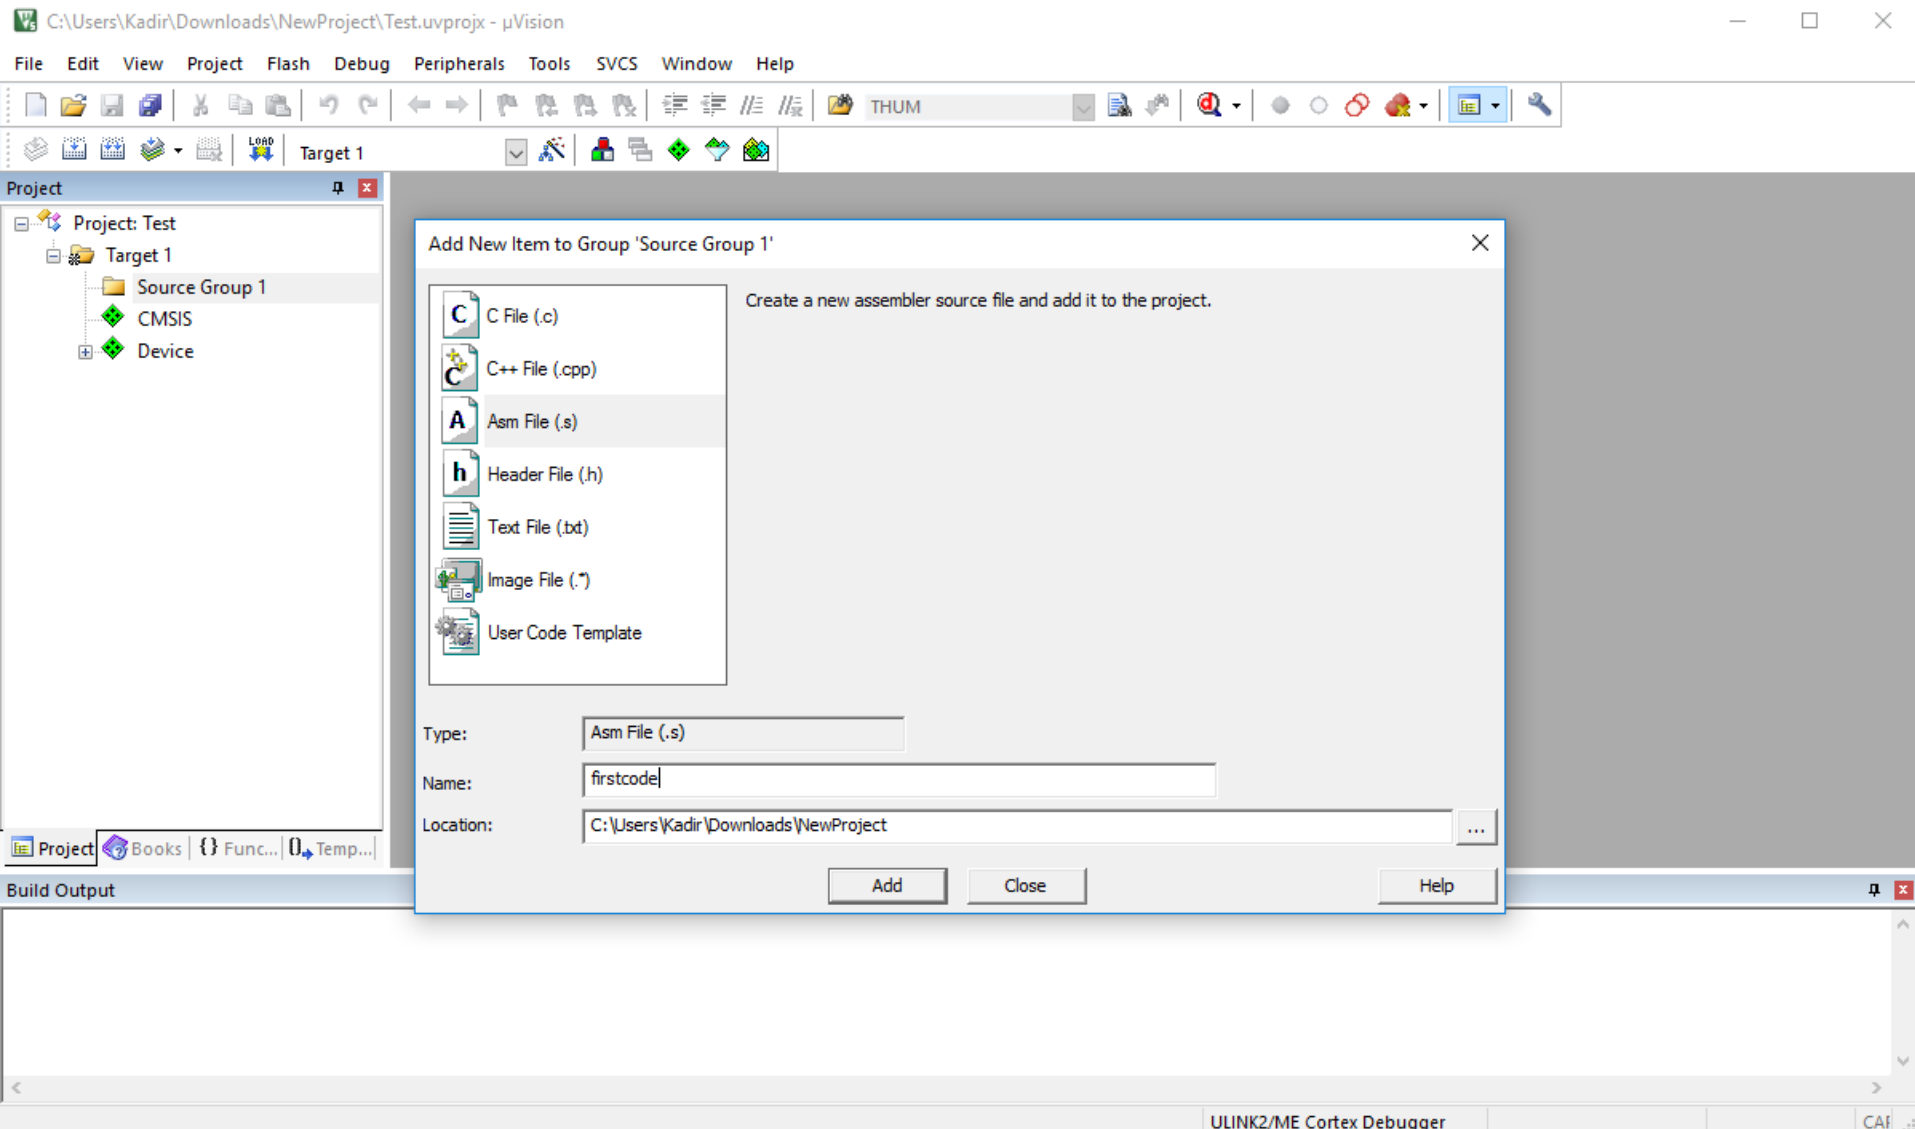 C:\Users\Kadir\Downloads\NewProject\Test.uvprojx - µVision
File Edit View Project Flash Debug Peripherals Tools SVCS Window Help
THUM
LOAD Target 1
Project
Project: Test
Target 1
Source Group 1
CMSIS
Device
Add New Item to Group 'Source Group 1'
C File (.c)
C++ File (.cpp)
Asm File (.s)
Header File (.h)
Text File (.txt)
Image File (.*)
User Code Template
Create a new assembler source file and add it to the project.
Type: Asm File (.s)
Name: firstcode
Location: C:\Users\Kadir\Downloads\NewProject ...
Add Close Help
Project Books {} Func... Temp...
Build Output
ULINK2/ME Cortex Debugger